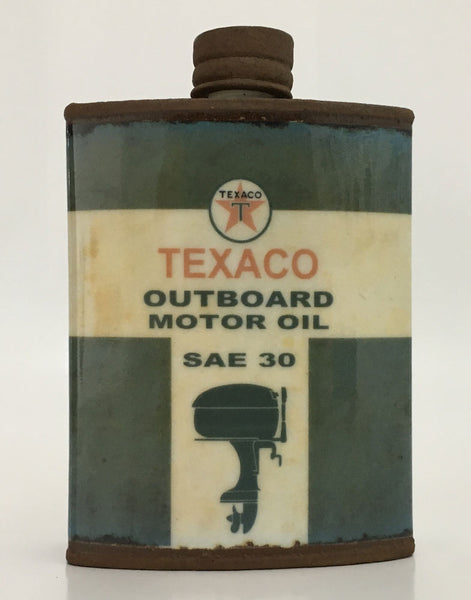 TEXACO
T
TEXACO
OUTBOARD
MOTOR OIL
SAE 30